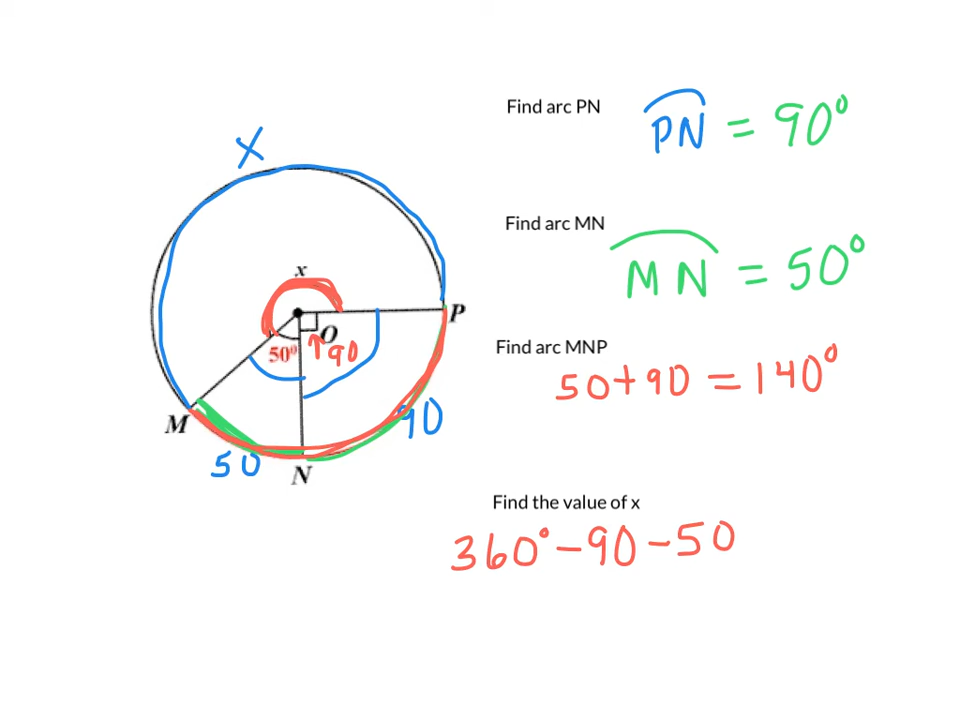 Find arc PN
PN = 90°
X
Find arc MN
MN = 50°
x
P
O
50°
↑90
Find arc MNP
50+90 = 140°
M
90
50
N
Find the value of x
360°-90-50